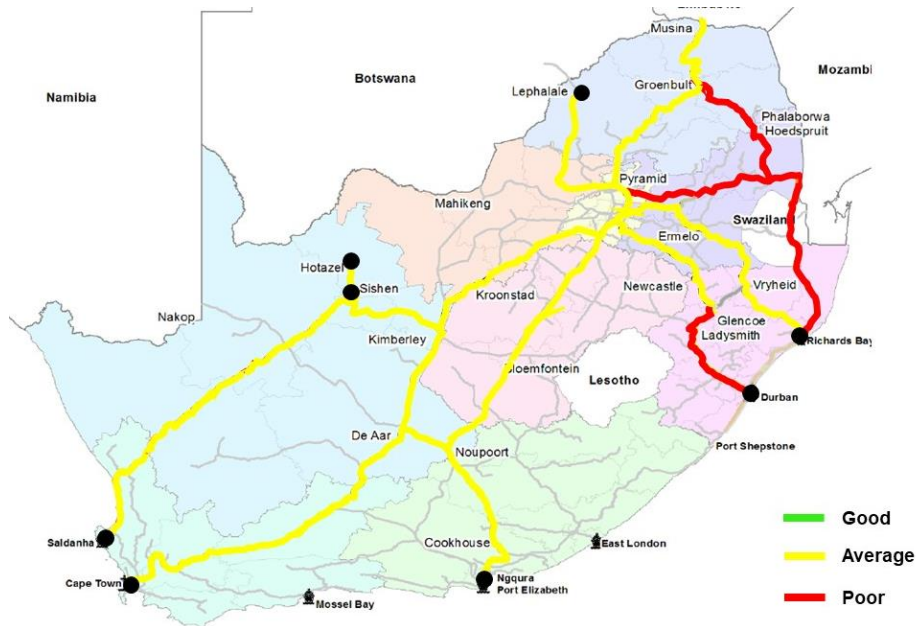 Musina
Mozambi
Botswana
Namibia
Groenbult
Lephalale
Phalaborwa
Hoedspruit
Pyramid
Mahikeng
Swaziland
Ermelo
Hotazel
Sishen
Newcastle
Vryheid
Kroonstad
Nakop
Glencoe
Kimberley
Ladysmith
Richards Bay
Bloemfontein
Lesotho
Durban
De Aar
Port Shepstone
Noupoort
Good
Saldanha
Cookhouse
East London
Average
Cape Town
Ngqura
Port Elizabeth
Mossel Bay
Poor